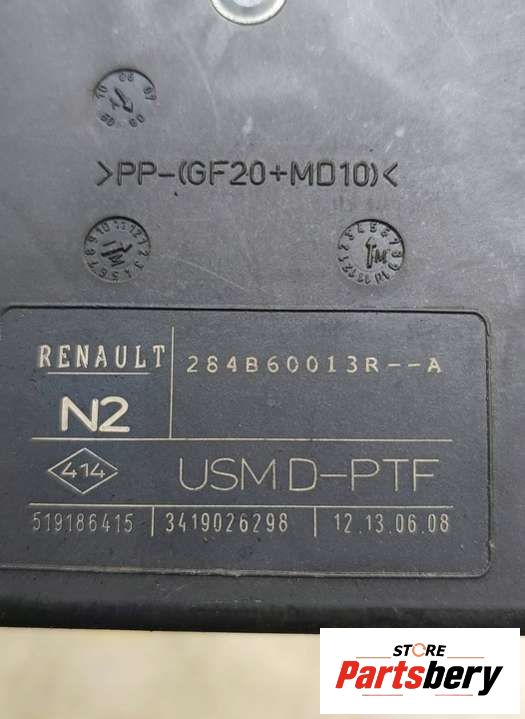 >PP-(GF20+MD10)<
RENAULT 284B60013R--A
N2
414 USM D-PTF
519186415 3419026298 12.13.06.08
STORE
Partsbery